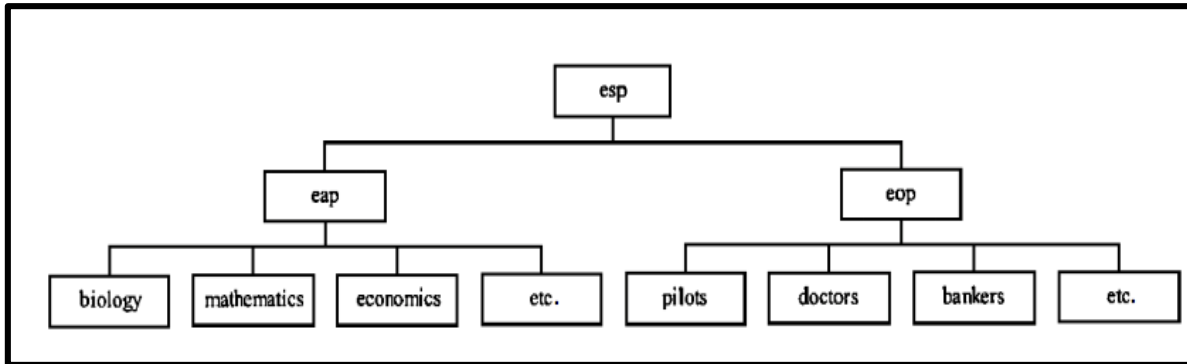 esp
eap
eop
biology
mathematics
economics
etc.
pilots
doctors
bankers
etc.